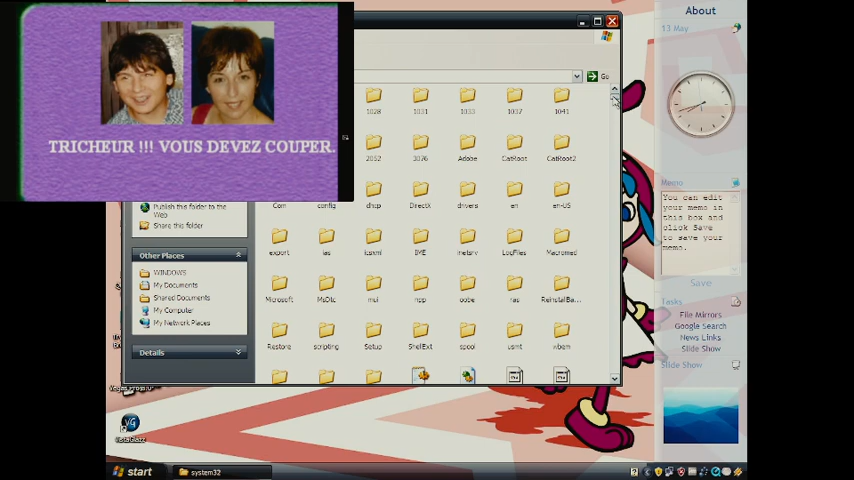 About
13 May
TRICHEUR !!! VOUS DEVEZ COUPER.
Go
1028 1031 1033 1037 1041
2052 3076 Adobe CatRoot CatRoot2
Com config dhcp DirectX drivers en en-US
export ias icsxml IME inetsrv LogFiles Macromed
Microsoft MsDtc mui npp oobe ras ReinstallBa...
Restore scripting Setup ShellExt spool usmt wbem
Publish this folder to the
Web
Share this folder
Other Places
WINDOWS
My Documents
Shared Documents
My Computer
My Network Places
Details
Memo
You can edit
your memo in
this box and
click Save
to save your
memo.
Save
Tasks
File Mirrors
Google Search
News Links
Slide Show
Slide Show
VG
start
system32